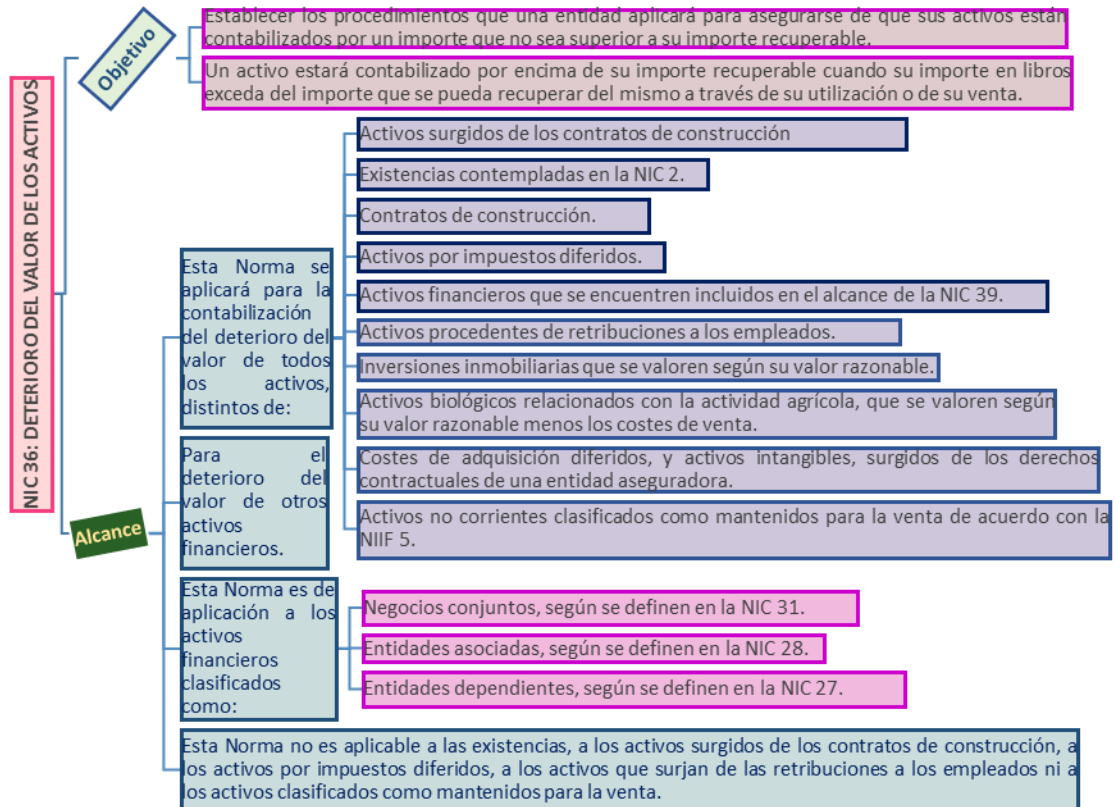 NIC 36: DETERIORO DEL VALOR DE LOS ACTIVOS
Objetivo
Establecer los procedimientos que una entidad aplicará para asegurarse de que sus activos están
contabilizados por un importe que no sea superior a su importe recuperable.
Un activo estará contabilizado por encima de su importe recuperable cuando su importe en libros
exceda del importe que se pueda recuperar del mismo a través de su utilización o de su venta.
Alcance
Esta Norma se
aplicará para la
contabilización
del deterioro del
valor de todos
los activos,
distintos de:
Activos surgidos de los contratos de construcción
Existencias contempladas en la NIC 2.
Contratos de construcción.
Activos por impuestos diferidos.
Activos financieros que se encuentren incluidos en el alcance de la NIC 39.
Activos procedentes de retribuciones a los empleados.
Inversiones inmobiliarias que se valoren según su valor razonable.
Activos biológicos relacionados con la actividad agrícola, que se valoren según
su valor razonable menos los costes de venta.
Costes de adquisición diferidos, y activos intangibles, surgidos de los derechos
contractuales de una entidad aseguradora.
Activos no corrientes clasificados como mantenidos para la venta de acuerdo con la
NIIF 5.
Para el
deterioro del
valor de otros
activos
financieros.
Esta Norma es de
aplicación a los
activos
financieros
clasificados
como:
Negocios conjuntos, según se definen en la NIC 31.
Entidades asociadas, según se definen en la NIC 28.
Entidades dependientes, según se definen en la NIC 27.
Esta Norma no es aplicable a las existencias, a los activos surgidos de los contratos de construcción, a
los activos por impuestos diferidos, a los activos que surjan de las retribuciones a los empleados ni a
los activos clasificados como mantenidos para la venta.